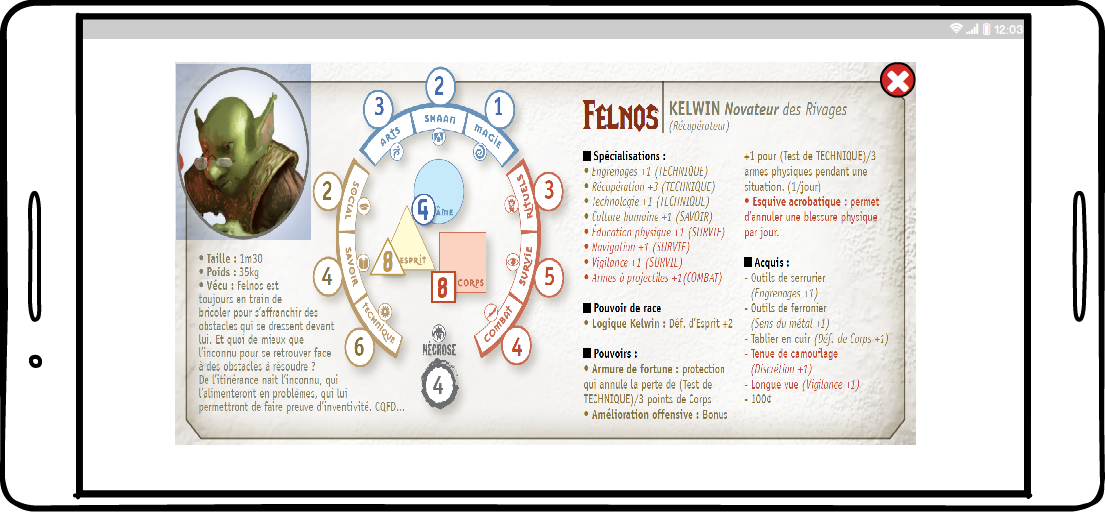 12:03
2
3
1
ARTS
SHAAN
MAGIE
2
SOCIAL
3
RITUELS
4
SAVOIR
5
SURVIE
6
TECHNIQUE
4
COMBAT
ÂME
8
ESPRIT
8
CORPS
NÉCROSE
4
• Taille : 1m30
• Poids : 35kg
• Vécu : Felnos est
toujours en train de
bricoler pour s'affranchir des
obstacles qui se dressent devant
lui. Et quoi de mieux que
l'inconnu pour se retrouver face
à des obstacles à résoudre ?
De l'itinérance nait l'inconnu, qui
l'alimenteront en problèmes, qui lui
permettront de faire preuve d'inventivité. CQFD...
FELNOS
KELWIN Novateur des Rivages
(Récupérateur)
■ Spécialisations :
• Engrenages +1 (TECHNIQUE)
• Récupération +3 (TECHNIQUE)
• Technologie +1 (TECHNIQUE)
• Culture humaine +1 (SAVOIR)
• Éducation physique +1 (SURVIE)
• Navigation +1 (SURVIE)
• Vigilance +1 (SURVIE)
• Armes à projectiles +1(COMBAT)
■ Pouvoir de race
• Logique Kelwin : Déf. d'Esprit +2
■ Pouvoirs :
• Armure de fortune : protection
qui annule la perte de (Test de
TECHNIQUE)/3 points de Corps
• Amélioration offensive : Bonus
+1 pour (Test de TECHNIQUE)/3
armes physiques pendant une
situation. (1/jour)
• Esquive acrobatique : permet
d'annuler une blessure physique
par jour.
■ Acquis :
- Outils de serrurier
(Engrenages +1)
- Outils de ferronier
(Sens du métal +1)
- Tablier en cuir (Déf. de Corps +1)
- Tenue de camouflage
(Discrétion +1)
- Longue vue (Vigilance +1)
- 100¢